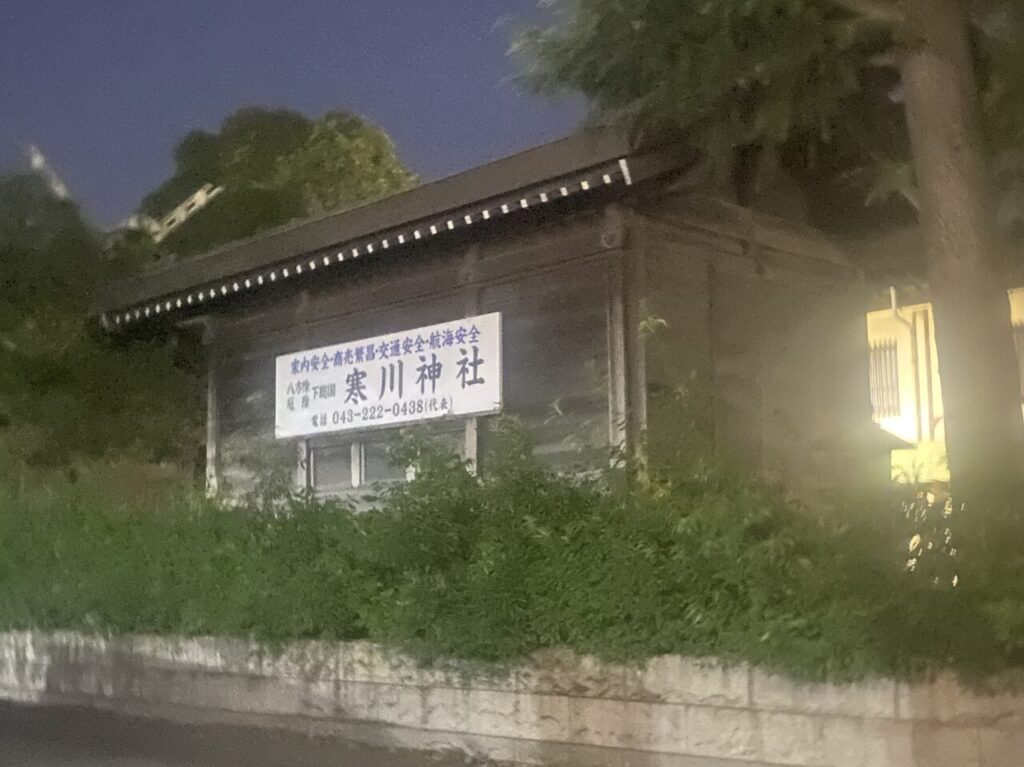 家内安全・商売繁昌・交通安全・航海安全
八方除 下総国 寒川神社
厄除
電話 043-222-0438(代表)